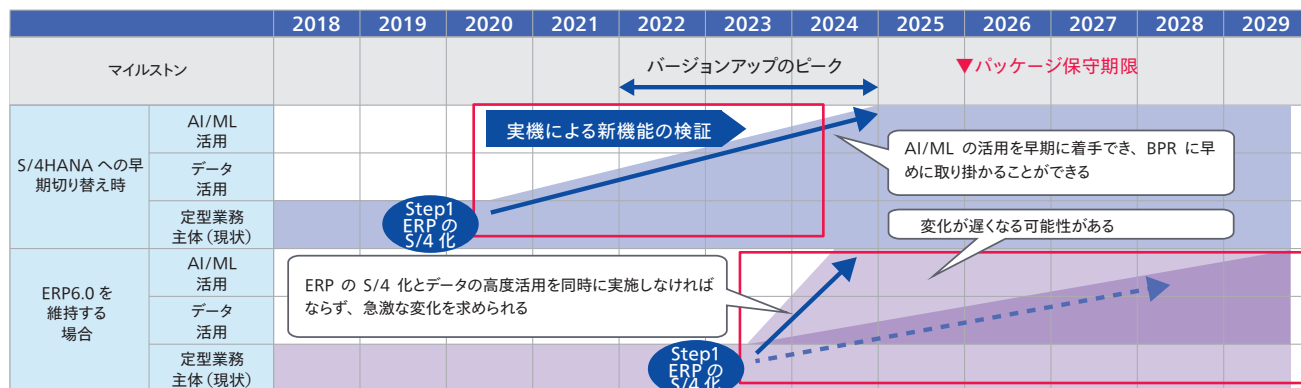 2018 2019 2020 2021 2022 2023 2024 2025 2026 2027 2028 2029
マイルストン
バージョンアップのピーク
▼パッケージ保守期限
S/4HANA への早
期切り替え時
AI/ML
活用
データ
活用
定型業務
主体（現状）
実機による新機能の検証
Step1
ERP の
S/4 化
AI/ML の活用を早期に着手でき、BPR に早
めに取り掛かることができる
変化が遅くなる可能性がある
ERP6.0 を
維持する
場合
AI/ML
活用
データ
活用
定型業務
主体（現状）
ERP の S/4 化とデータの高度活用を同時に実施しなければ
ならず、急激な変化を求められる
Step1
ERP の
S/4 化